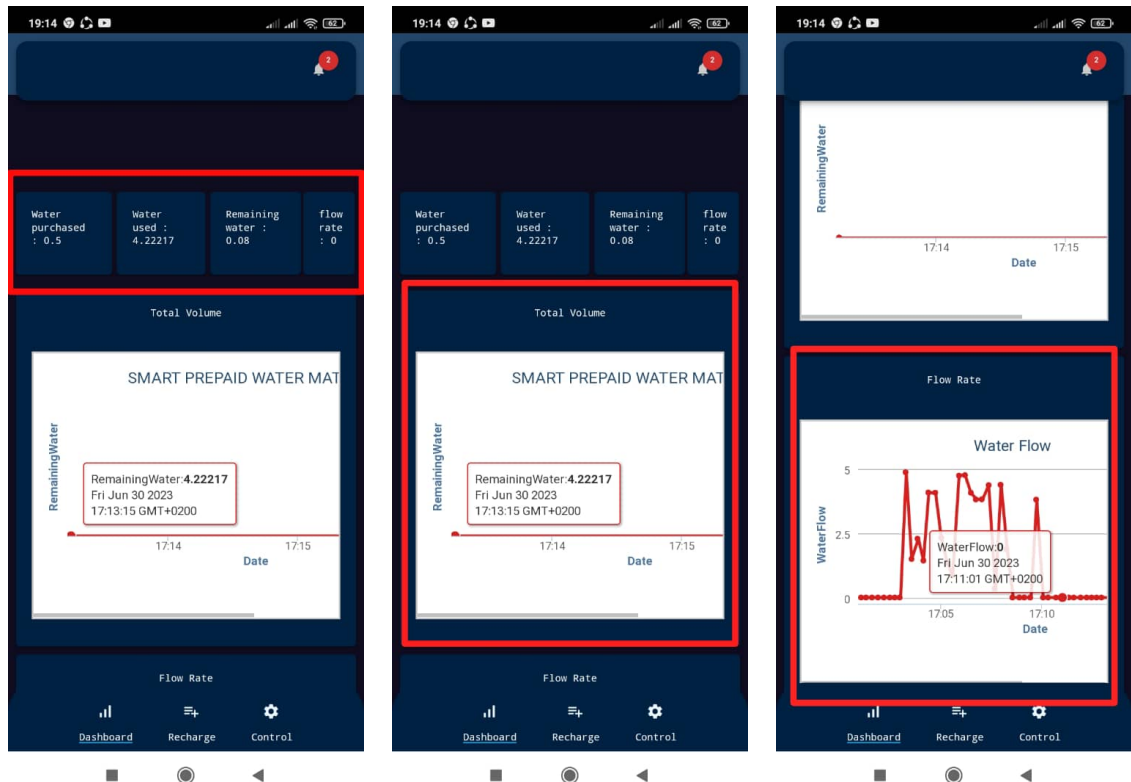 19:14
62
2
Water purchased : 0.5
Water used : 4.22217
Remaining water : 0.08
flow rate : 0
Total Volume
SMART PREPAID WATER MAT
RemainingWater
RemainingWater:4.22217
Fri Jun 30 2023
17:13:15 GMT+0200
17:14
17:15
Date
Flow Rate
Dashboard
Recharge
Control
19:14
62
2
Water purchased : 0.5
Water used : 4.22217
Remaining water : 0.08
flow rate : 0
Total Volume
SMART PREPAID WATER MAT
RemainingWater
RemainingWater:4.22217
Fri Jun 30 2023
17:13:15 GMT+0200
17:14
17:15
Date
Flow Rate
Dashboard
Recharge
Control
19:14
62
2
RemainingWater
17:14
17:15
Date
Flow Rate
Water Flow
WaterFlow
5
2.5
0
WaterFlow:0
Fri Jun 30 2023
17:11:01 GMT+0200
17:05
17:10
Date
Dashboard
Recharge
Control